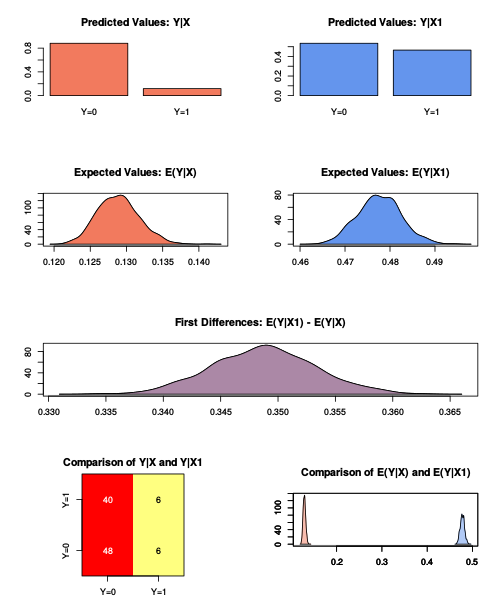 Predicted Values: Y|X
0.0 0.4 0.8
Y=0 Y=1
Predicted Values: Y|X1
0.0 0.2 0.4
Y=0 Y=1
Expected Values: E(Y|X)
0 40 100
0.120 0.125 0.130 0.135 0.140
Expected Values: E(Y|X1)
0 40 80
0.46 0.47 0.48 0.49
First Differences: E(Y|X1) - E(Y|X)
0 40 80
0.330 0.335 0.340 0.345 0.350 0.355 0.360 0.365
Comparison of Y|X and Y|X1
Y=1
40 6
Y=0
48 6
Y=0 Y=1
Comparison of E(Y|X) and E(Y|X1)
0 40 100
0.2 0.3 0.4 0.5